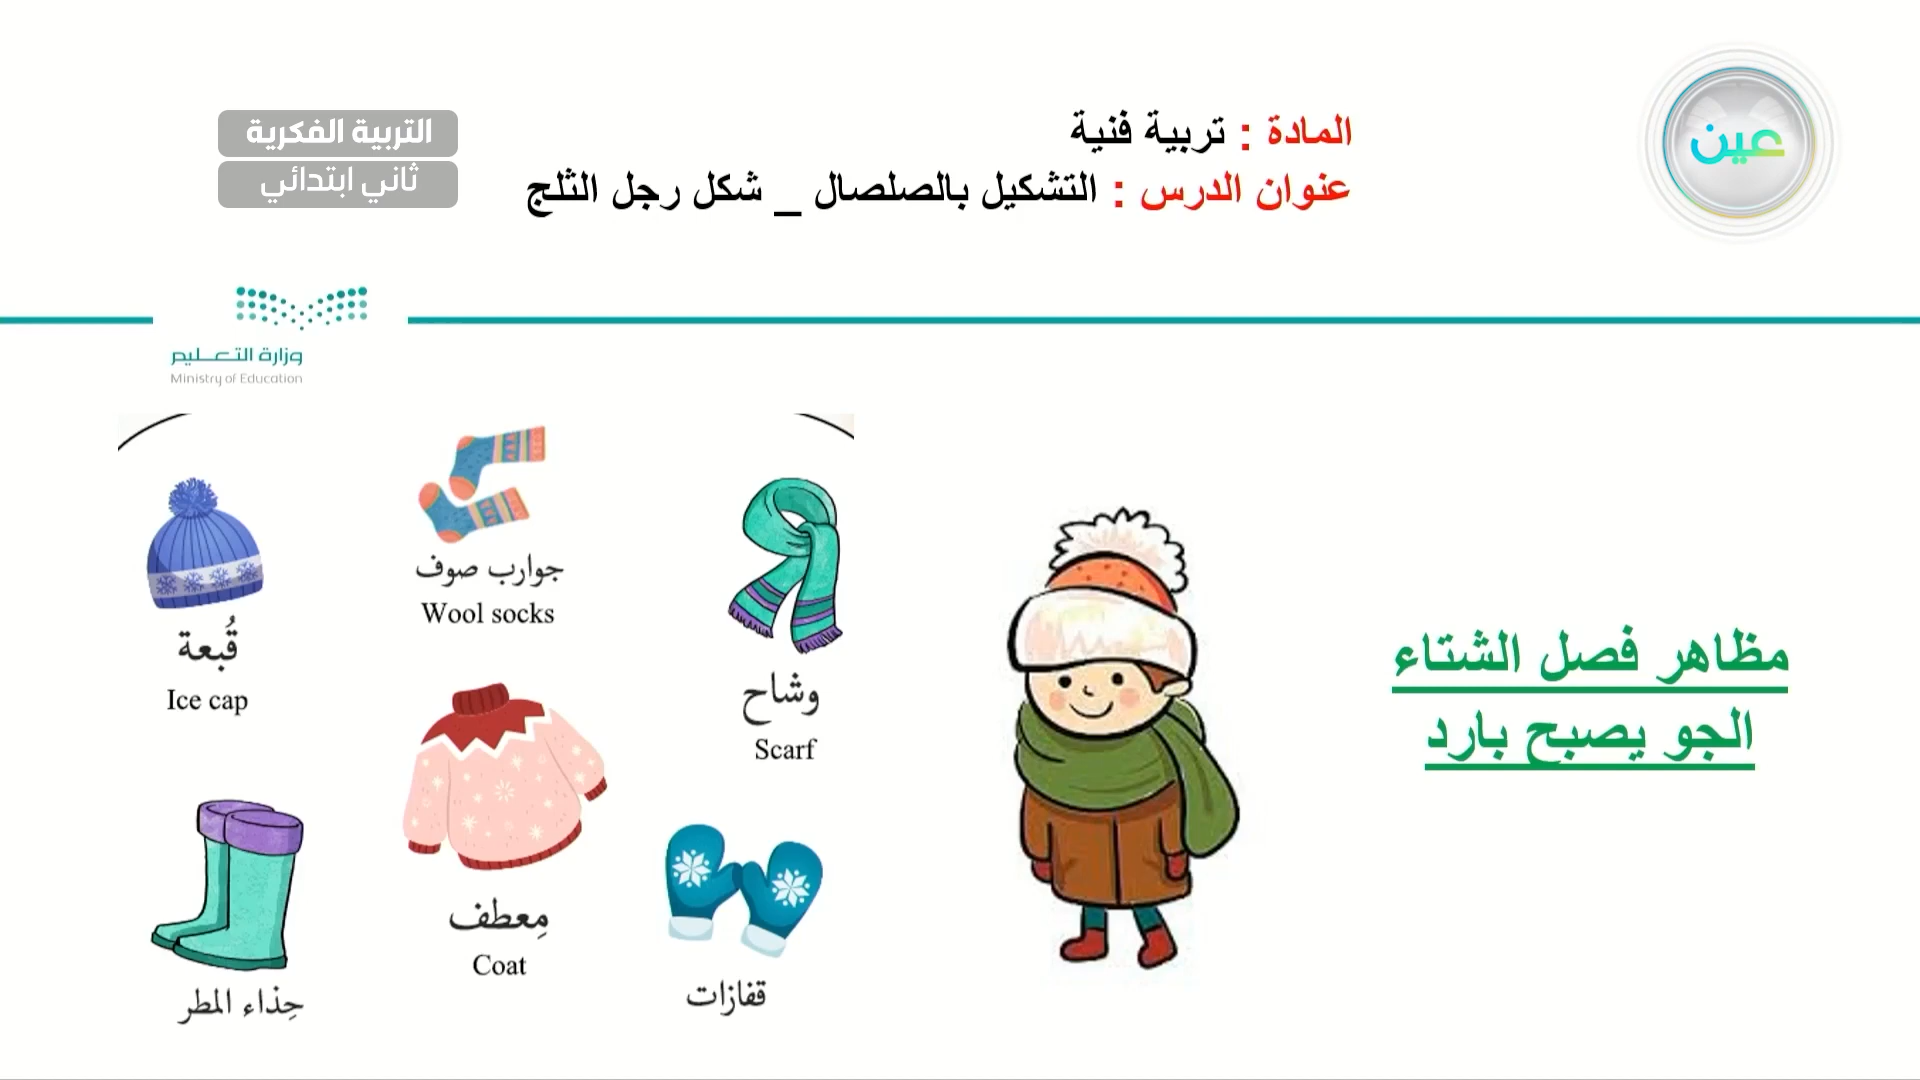 عين
المادة : تربية فنية
عنوان الدرس : التشكيل بالصلصال _ شكل رجل الثلج
التربية الفكرية
ثاني ابتدائي
وزارة التعليم
Ministry of Education
مظاهر فصل الشتاء
الجو يصبح بارد
وشاح
Scarf
جوارب صوف
Wool socks
قُبعة
Ice cap
قفازات
مِعطف
Coat
حِذاء المطر